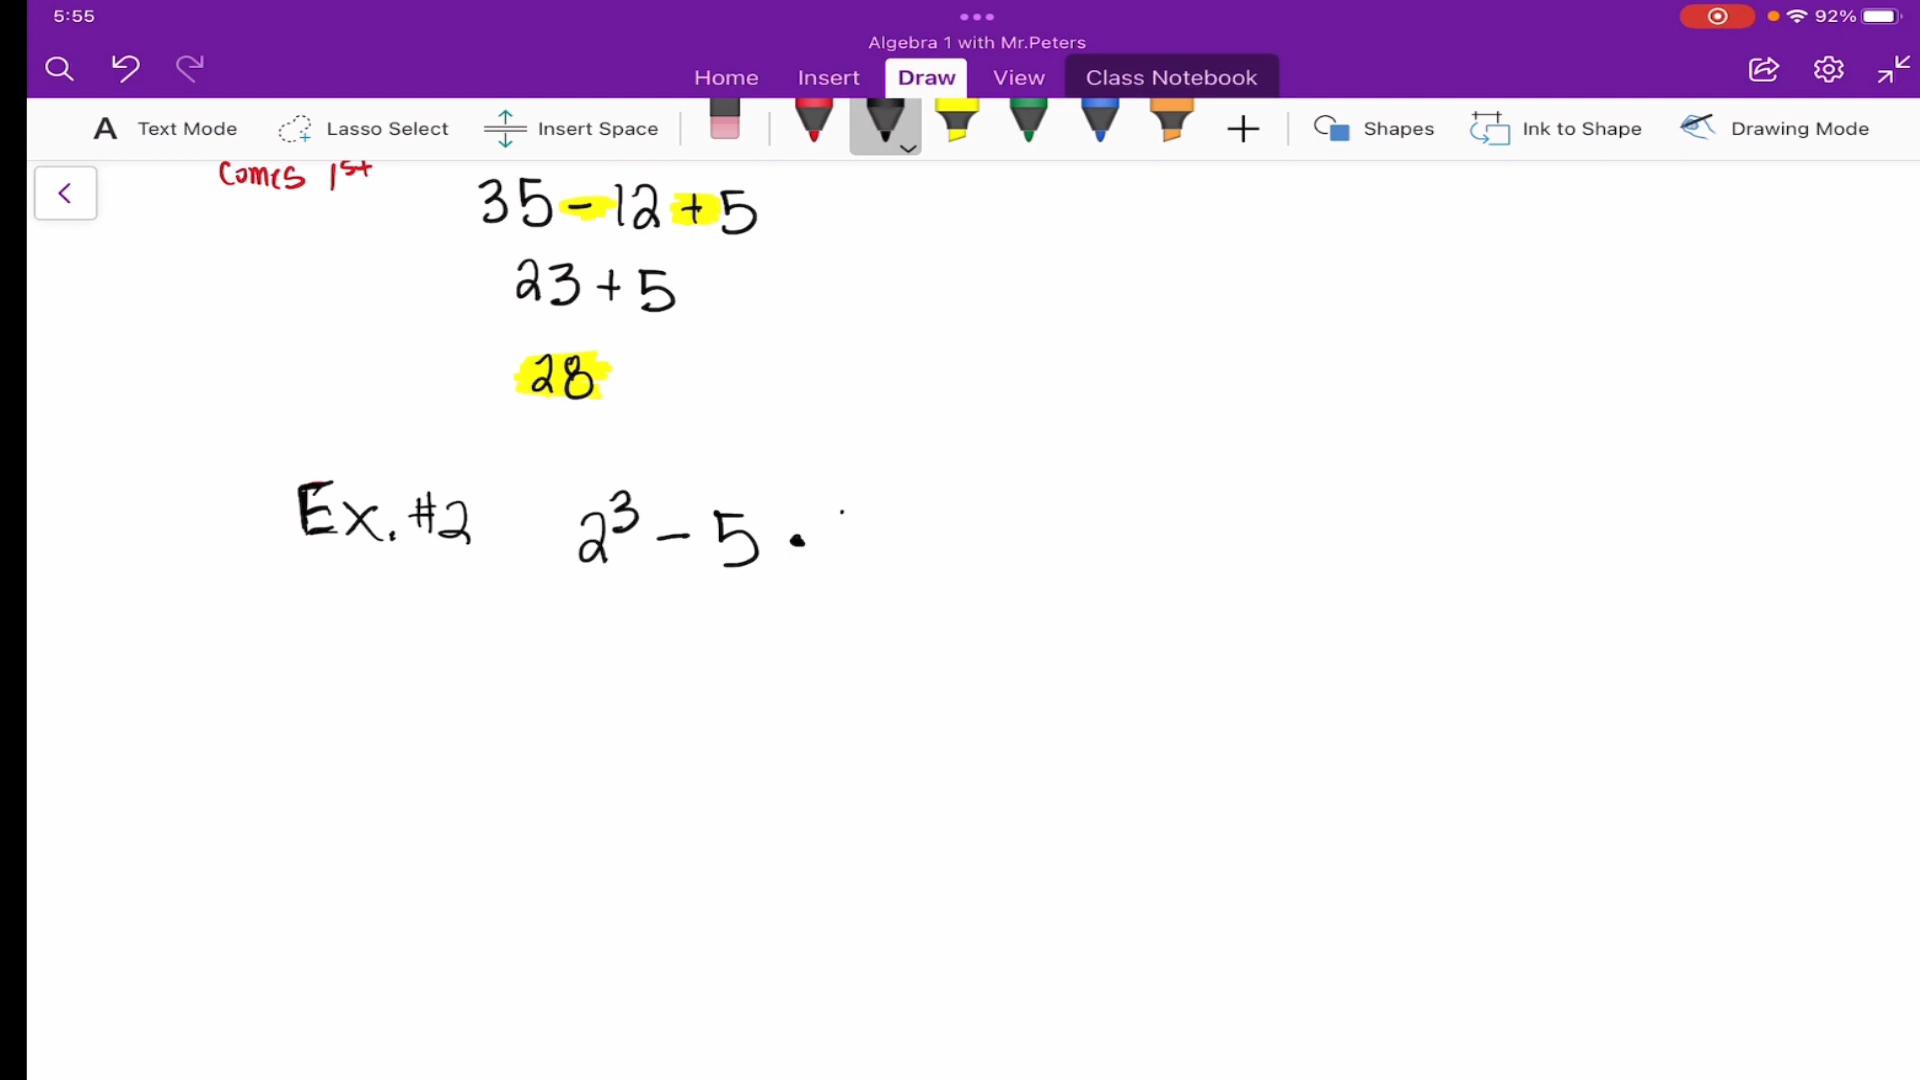 5:55
92%
Algebra 1 with Mr.Peters
Home Insert Draw View Class Notebook
Text Mode Lasso Select Insert Space Shapes Ink to Shape Drawing Mode
Comes 1st
35 - 12 + 5
23 + 5
28
Ex. #2 2³ - 5 ·